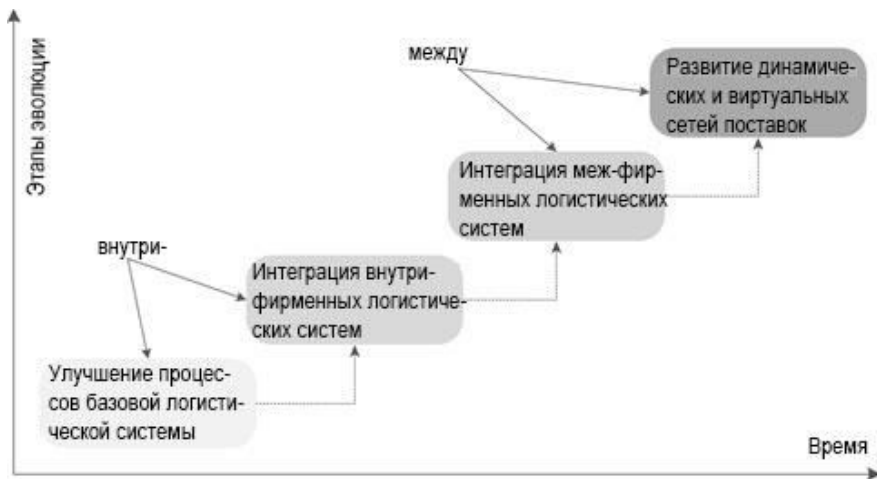 Этапы эволюции
между
Развитие динамиче-
ских и виртуальных
сетей поставок
Интеграция меж-фир-
менных логистических
систем
внутри-
Интеграция внутри-
фирменных логистиче-
ских систем
Улучшение процес-
сов базовой логисти-
ческой системы
Время